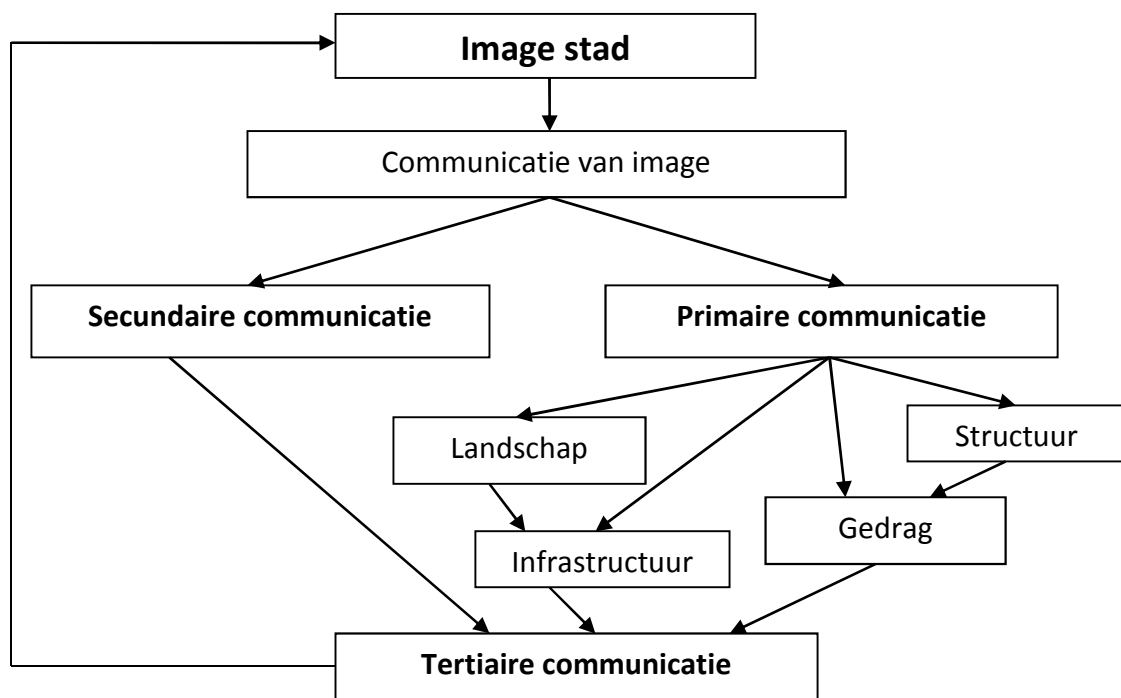 Image stad
Communicatie van image
Secundaire communicatie
Primaire communicatie
Landschap
Structuur
Infrastructuur
Gedrag
Tertiaire communicatie